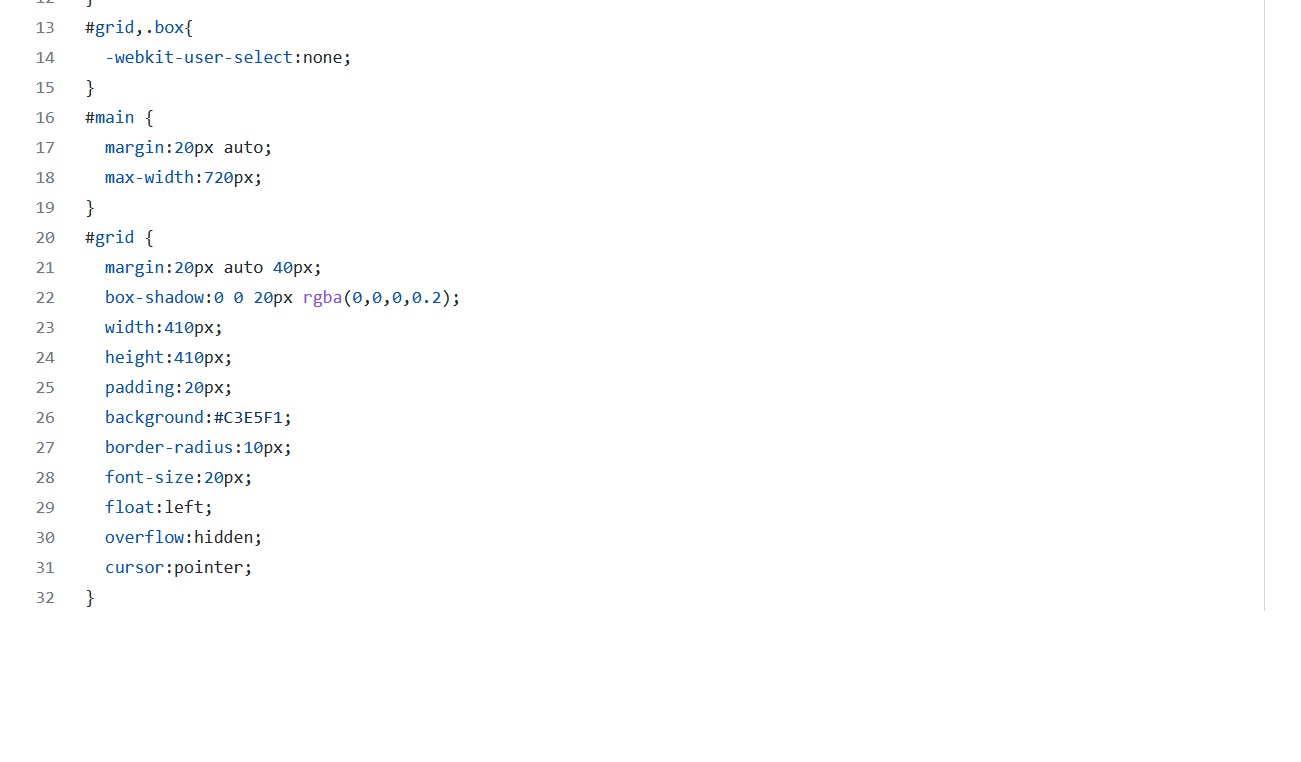 12 }
13 #grid,.box{
14 -webkit-user-select:none;
15 }
16 #main {
17 margin:20px auto;
18 max-width:720px;
19 }
20 #grid {
21 margin:20px auto 40px;
22 box-shadow:0 0 20px rgba(0,0,0,0.2);
23 width:410px;
24 height:410px;
25 padding:20px;
26 background:#C3E5F1;
27 border-radius:10px;
28 font-size:20px;
29 float:left;
30 overflow:hidden;
31 cursor:pointer;
32 }